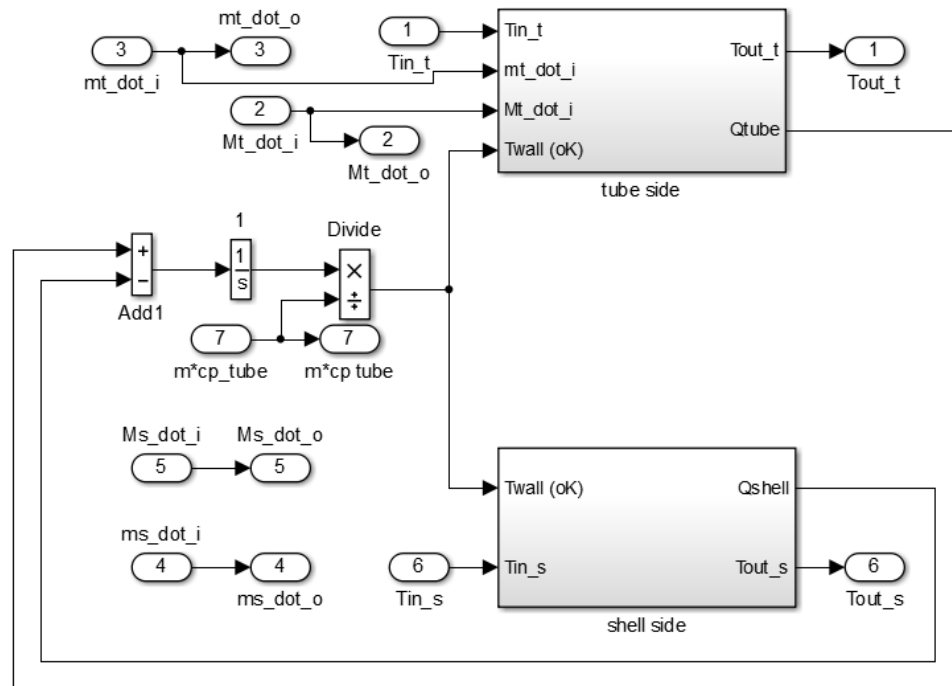 mt_dot_o
3
3
mt_dot_i
1
Tin_t
2
Mt_dot_i
2
Mt_dot_o
Tin_t
mt_dot_i
Mt_dot_i
Twall (oK)
Tout_t
Qtube
tube side
1
Tout_t
+
−
Add1
1
1
s
Divide
×
÷
7
m*cp_tube
7
m*cp tube
Ms_dot_i
5
Ms_dot_o
5
ms_dot_i
4
4
ms_dot_o
6
Tin_s
Twall (oK)
Tin_s
Qshell
Tout_s
shell side
6
Tout_s